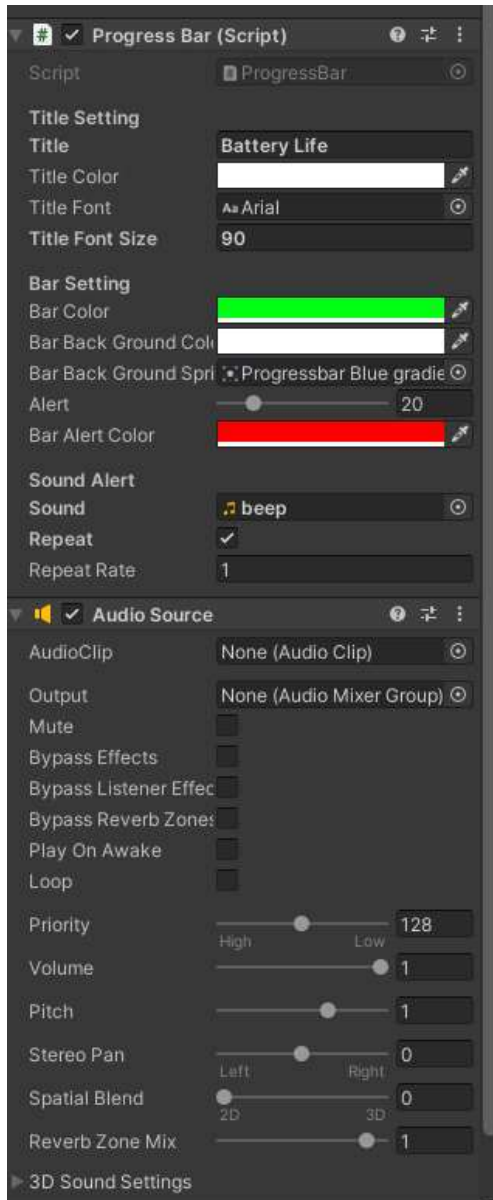 # Progress Bar (Script)
Script ProgressBar
Title Setting
Title Battery Life
Title Color
Title Font Aa Arial
Title Font Size 90
Bar Setting
Bar Color
Bar Back Ground Col
Bar Back Ground Spri Progressbar Blue gradie
Alert 20
Bar Alert Color
Sound Alert
Sound beep
Repeat
Repeat Rate 1
Audio Source
AudioClip None (Audio Clip)
Output None (Audio Mixer Group)
Mute
Bypass Effects
Bypass Listener Effec
Bypass Reverb Zones
Play On Awake
Loop
Priority 128
High Low
Volume 1
Pitch 1
Stereo Pan 0
Left Right
Spatial Blend 0
2D 3D
Reverb Zone Mix 1
3D Sound Settings